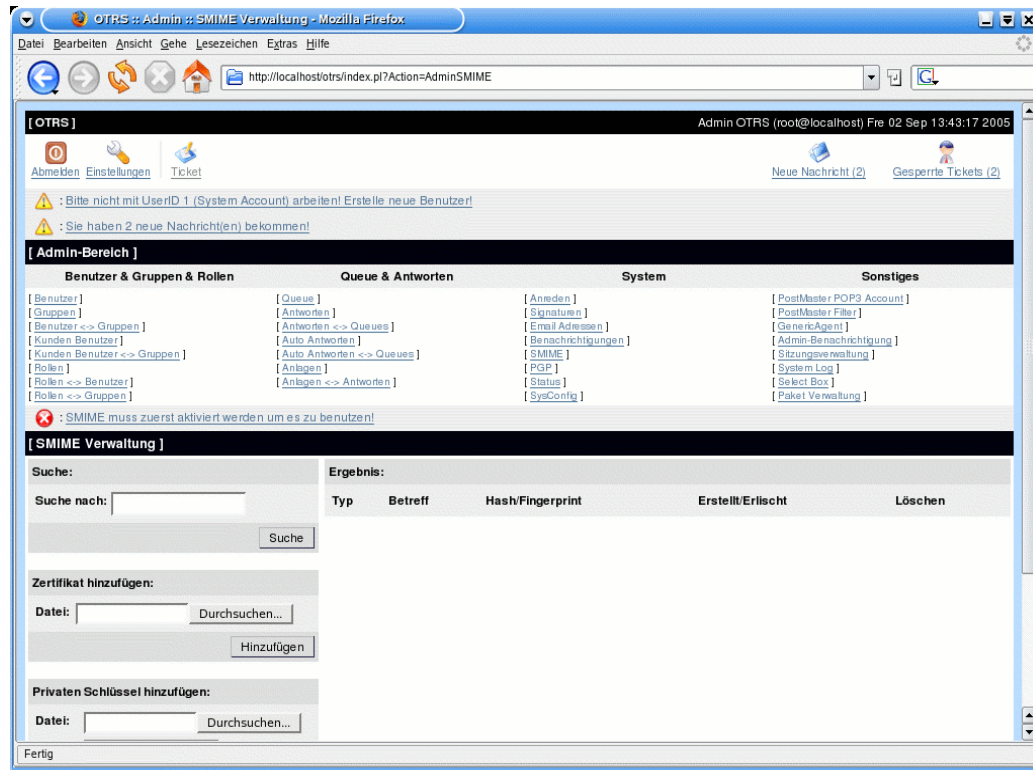 OTRS :: Admin :: SMIME Verwaltung - Mozilla Firefox
Datei Bearbeiten Ansicht Gehe Lesezeichen Extras Hilfe
http://localhost/otrs/index.pl?Action=AdminSMIME
[ OTRS ] Admin OTRS (root@localhost) Fre 02 Sep 13:43:17 2005
Abmelden Einstellungen Ticket Neue Nachricht (2) Gesperrte Tickets (2)
: Bitte nicht mit UserID 1 (System Account) arbeiten! Erstelle neue Benutzer!
: Sie haben 2 neue Nachricht(en) bekommen!
[ Admin-Bereich ]
Benutzer & Gruppen & Rollen Queue & Antworten System Sonstiges
[ Benutzer ] [ Queue ] [ Anreden ] [ PostMaster POP3 Account ]
[ Gruppen ] [ Antworten ] [ Signaturen ] [ PostMaster Filter ]
[ Benutzer <-> Gruppen ] [ Antworten <-> Queues ] [ Email Adressen ] [ GenericAgent ]
[ Kunden Benutzer ] [ Auto Antworten ] [ Benachrichtigungen ] [ Admin-Benachrichtigung ]
[ Kunden Benutzer <-> Gruppen ] [ Auto Antworten <-> Queues ] [ SMIME ] [ Sitzungsverwaltung ]
[ Rollen ] [ Anlagen ] [ PGP ] [ System Log ]
[ Rollen <-> Benutzer ] [ Anlagen <-> Antworten ] [ Status ] [ Select Box ]
[ Rollen <-> Gruppen ] [ SysConfig ] [ Paket Verwaltung ]
: SMIME muss zuerst aktiviert werden um es zu benutzen!
[ SMIME Verwaltung ]
Suche: Ergebnis:
Suche nach: Typ Betreff Hash/Fingerprint Erstellt/Erlischt Löschen
Suche
Zertifikat hinzufügen:
Datei: Durchsuchen...
Hinzufügen
Privaten Schlüssel hinzufügen:
Datei: Durchsuchen...
Fertig